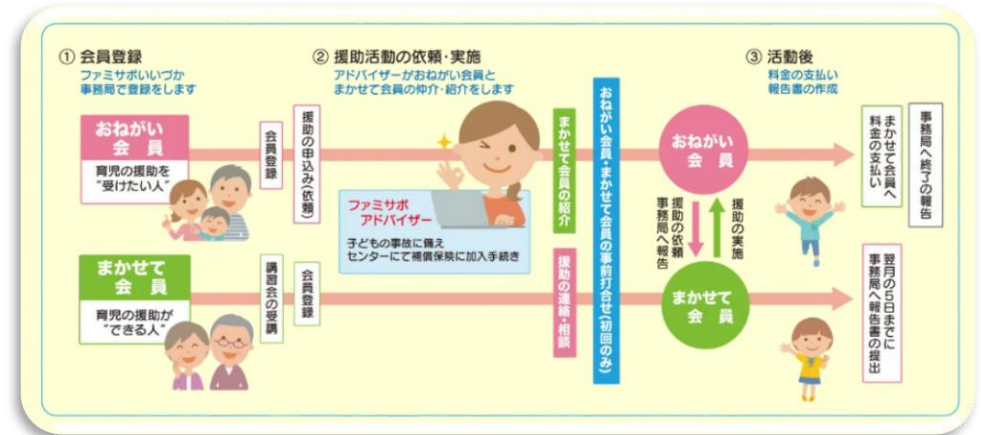 ① 会員登録
ファミサポいいづか
事務局で登録をします
② 援助活動の依頼・実施
アドバイザーがおねがい会員と
まかせて会員の仲介・紹介をします
③ 活動後
料金の支払い
報告書の作成
おねがい
会 員
育児の援助を
“受けたい人”
会員登録
援助の申込み(依頼)
ファミサポ
アドバイザー
子どもの事故に備え
センターにて補償保険に加入手続き
まかせて会員の紹介
援助の連絡・相談
おねがい会員・まかせて会員の事前打合せ(初回のみ)
おねがい
会 員
援助の依頼
事務局へ報告
援助の実施
まかせて
会 員
まかせて会員へ
料金の支払い
事務局へ終了の報告
まかせて
会 員
育児の援助が
“できる人”
講習会の受講
会員登録
翌月の5日までに
事務局へ報告書の提出